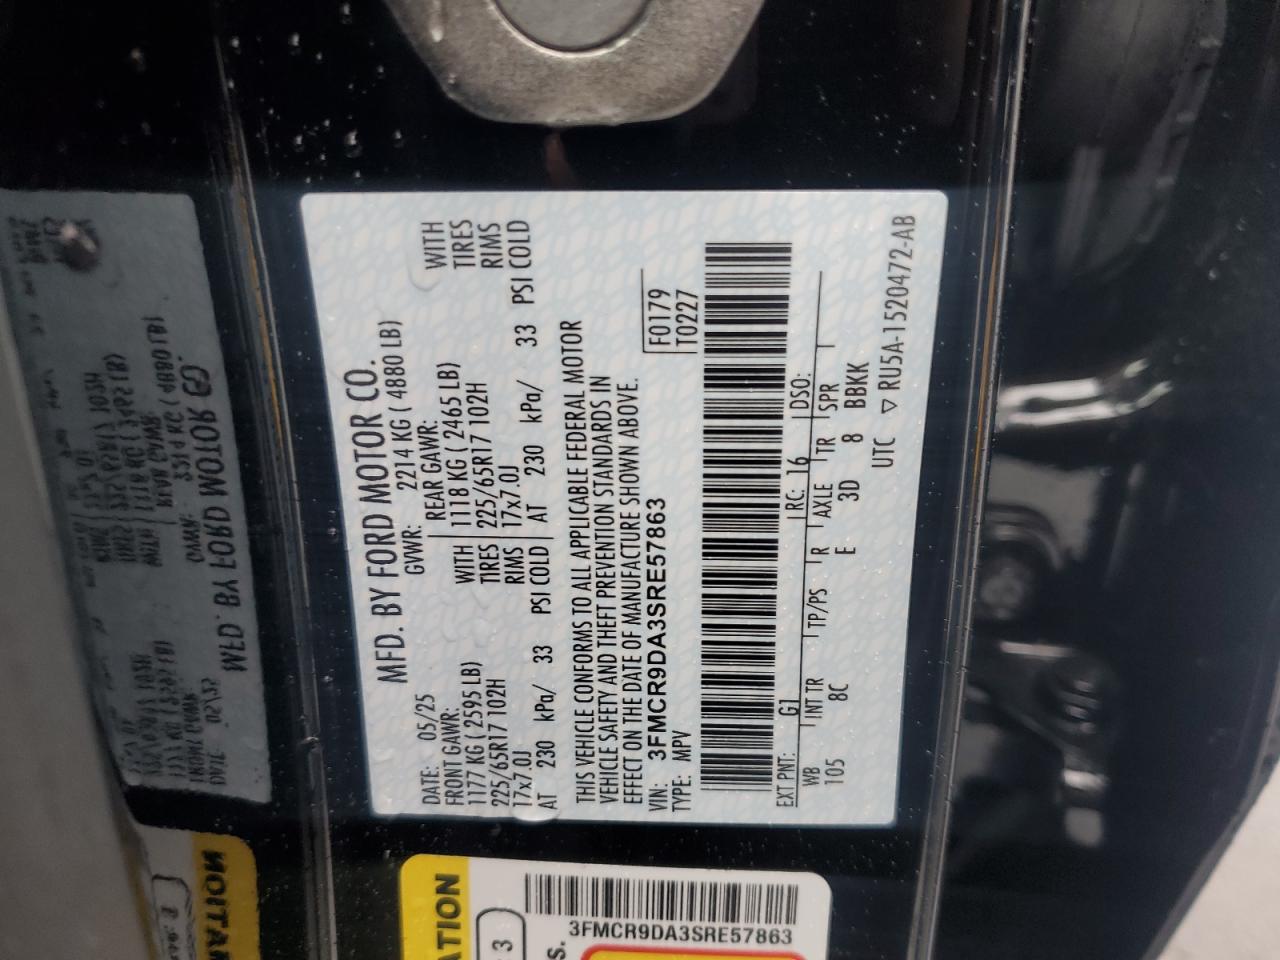 MFD. BY FORD MOTOR CO.
DATE: 05/25 GVWR: 2214 KG ( 4880 LB)
FRONT GAWR: REAR GAWR:
1177 KG ( 2595 LB) WITH 1118 KG ( 2465 LB) WITH
225/65R17 102H TIRES 225/65R17 102H TIRES
17x7.0J RIMS 17x7.0J RIMS
AT 230 kPa/ 33 PSI COLD AT 230 kPa/ 33 PSI COLD
THIS VEHICLE CONFORMS TO ALL APPLICABLE FEDERAL MOTOR
VEHICLE SAFETY AND THEFT PREVENTION STANDARDS IN
EFFECT ON THE DATE OF MANUFACTURE SHOWN ABOVE.
VIN: 3FMCR9DA3SRE57863 F0179
TYPE: MPV T0227
EXT PNT: G1 RC: 16 DSO:
WB INT TR TP/PS R AXLE TR SPR
105 8C E 3D 8 BBKK
UTC ▽ RU5A-1520472-AB
ATION
3
S.
3FMCR9DA3SRE57863